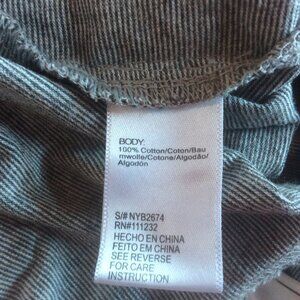 BODY:
100% Cotton/Coton/Bau
mwolle/Cotone/Algodão/
Algodón
S/# NYB2674
RN#111232
HECHO EN CHINA
FEITO EM CHINA
SEE REVERSE
FOR CARE
INSTRUCTION